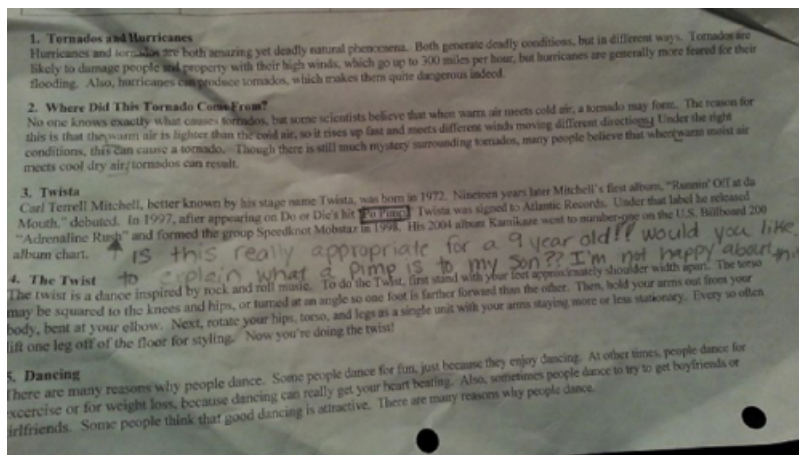 1. Tornados and Hurricanes
Hurricanes and tornados are both amazing yet deadly natural phenomena. Both generate deadly conditions, but in different ways. Tornados are
likely to damage people and property with their high winds, which go up to 300 miles per hour, but hurricanes are generally more feared for their
flooding. Also, hurricanes can produce tornados, which makes them quite dangerous indeed.
2. Where Did This Tornado Come From?
No one knows exactly what causes tornados, but some scientists believe that when warm air meets cold air, a tornado may form. The reason for
this is that the warm air is lighter than the cold air, so it rises up fast and meets different winds moving different directions. Under the right
conditions, this can cause a tornado. Though there is still much mystery surrounding tornados, many people believe that when warm moist air
meets cool dry air, tornados can result.
3. Twista
Carl Terrell Mitchell, better known by his stage name Twista, was born in 1972. Nineteen years later Mitchell's first album, "Runnin' Off at da
Mouth," debuted. In 1997, after appearing on Do or Die's hit Po Pimp, Twista was signed to Atlantic Records. Under that label he released
"Adrenaline Rush" and formed the group Speedknot Mobstaz in 1998. His 2004 album Kamikaze went to number-one on the U.S. Billboard 200
album chart.
Is this really appropriate for a 9 year old!! would you like
to explain what a pimp is to my son?? I'm not happy about this
4. The Twist
The twist is a dance inspired by rock and roll music. To do the Twist, first stand with your feet approximately shoulder width apart. The torso
may be squared to the knees and hips, or turned at an angle so one foot is farther forward than the other. Then, hold your arms out from your
body, bent at your elbow. Next, rotate your hips, torso, and legs as a single unit with your arms staying more or less stationary. Every so often
lift one leg off of the floor for styling. Now you're doing the twist!
5. Dancing
There are many reasons why people dance. Some people dance for fun, just because they enjoy dancing. At other times, people dance for
excercise or for weight loss, because dancing can really get your heart beating. Also, sometimes people dance to try to get boyfriends or
girlfriends. Some people think that good dancing is attractive. There are many reasons why people dance.